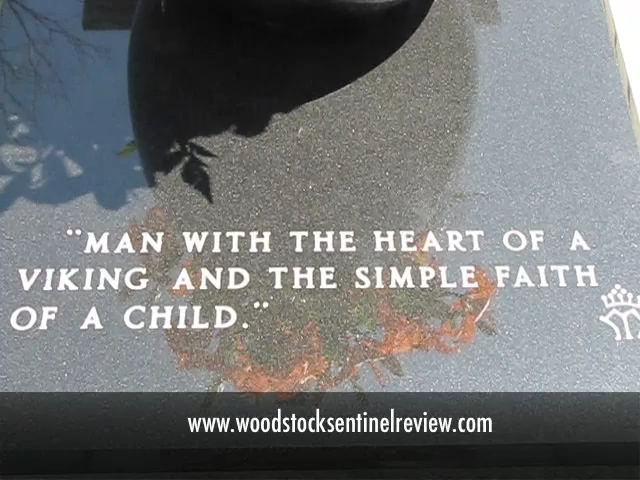 "MAN WITH THE HEART OF A
VIKING AND THE SIMPLE FAITH
OF A CHILD."
www.woodstocksentinelreview.com